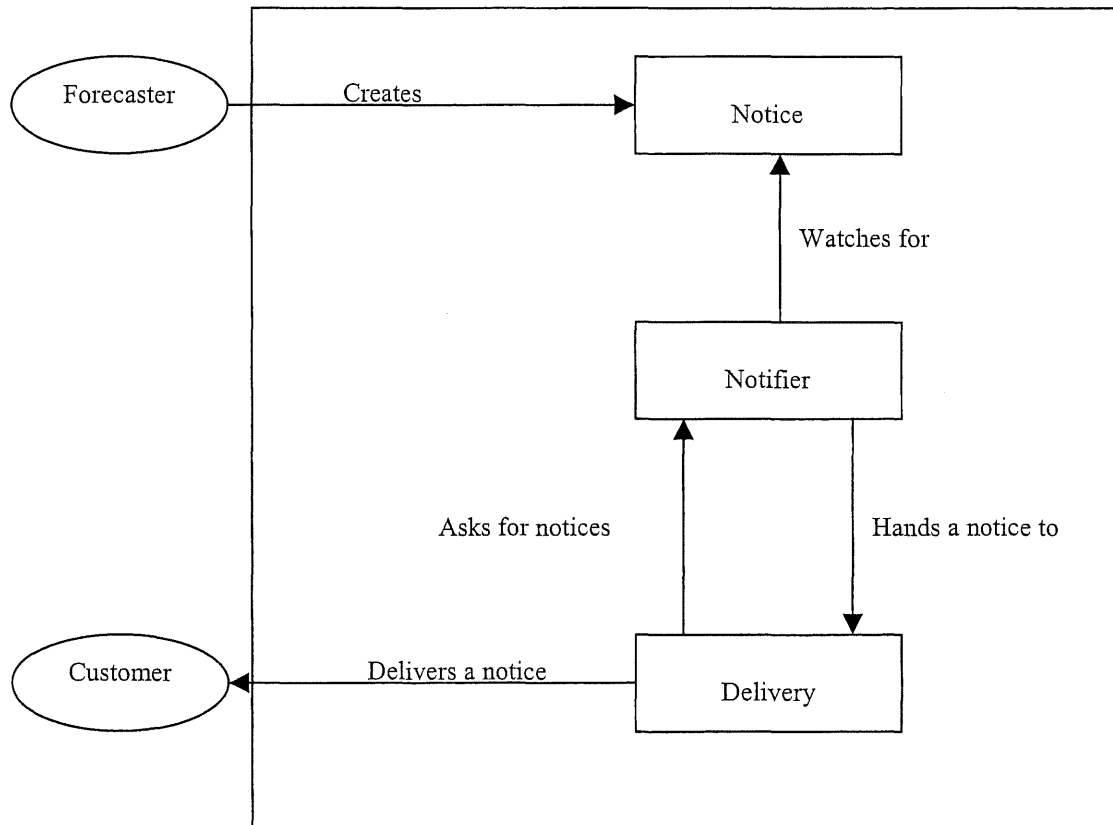 Forecaster
Creates
Notice
Watches for
Notifier
Asks for notices
Hands a notice to
Customer
Delivers a notice
Delivery